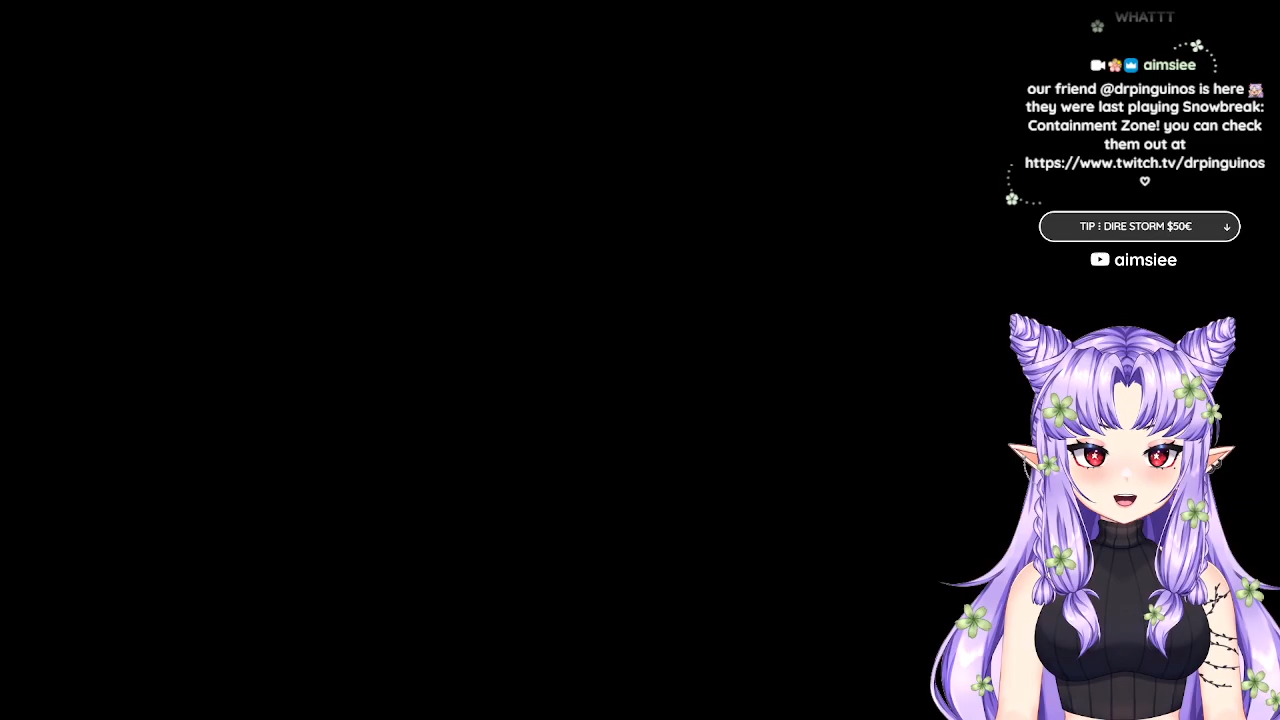 WHATTT
aimsiee
our friend @drpinguinos is here
they were last playing Snowbreak:
Containment Zone! you can check
them out at
https://www.twitch.tv/drpinguinos
TIP : DIRE STORM $50€ ↓
aimsiee